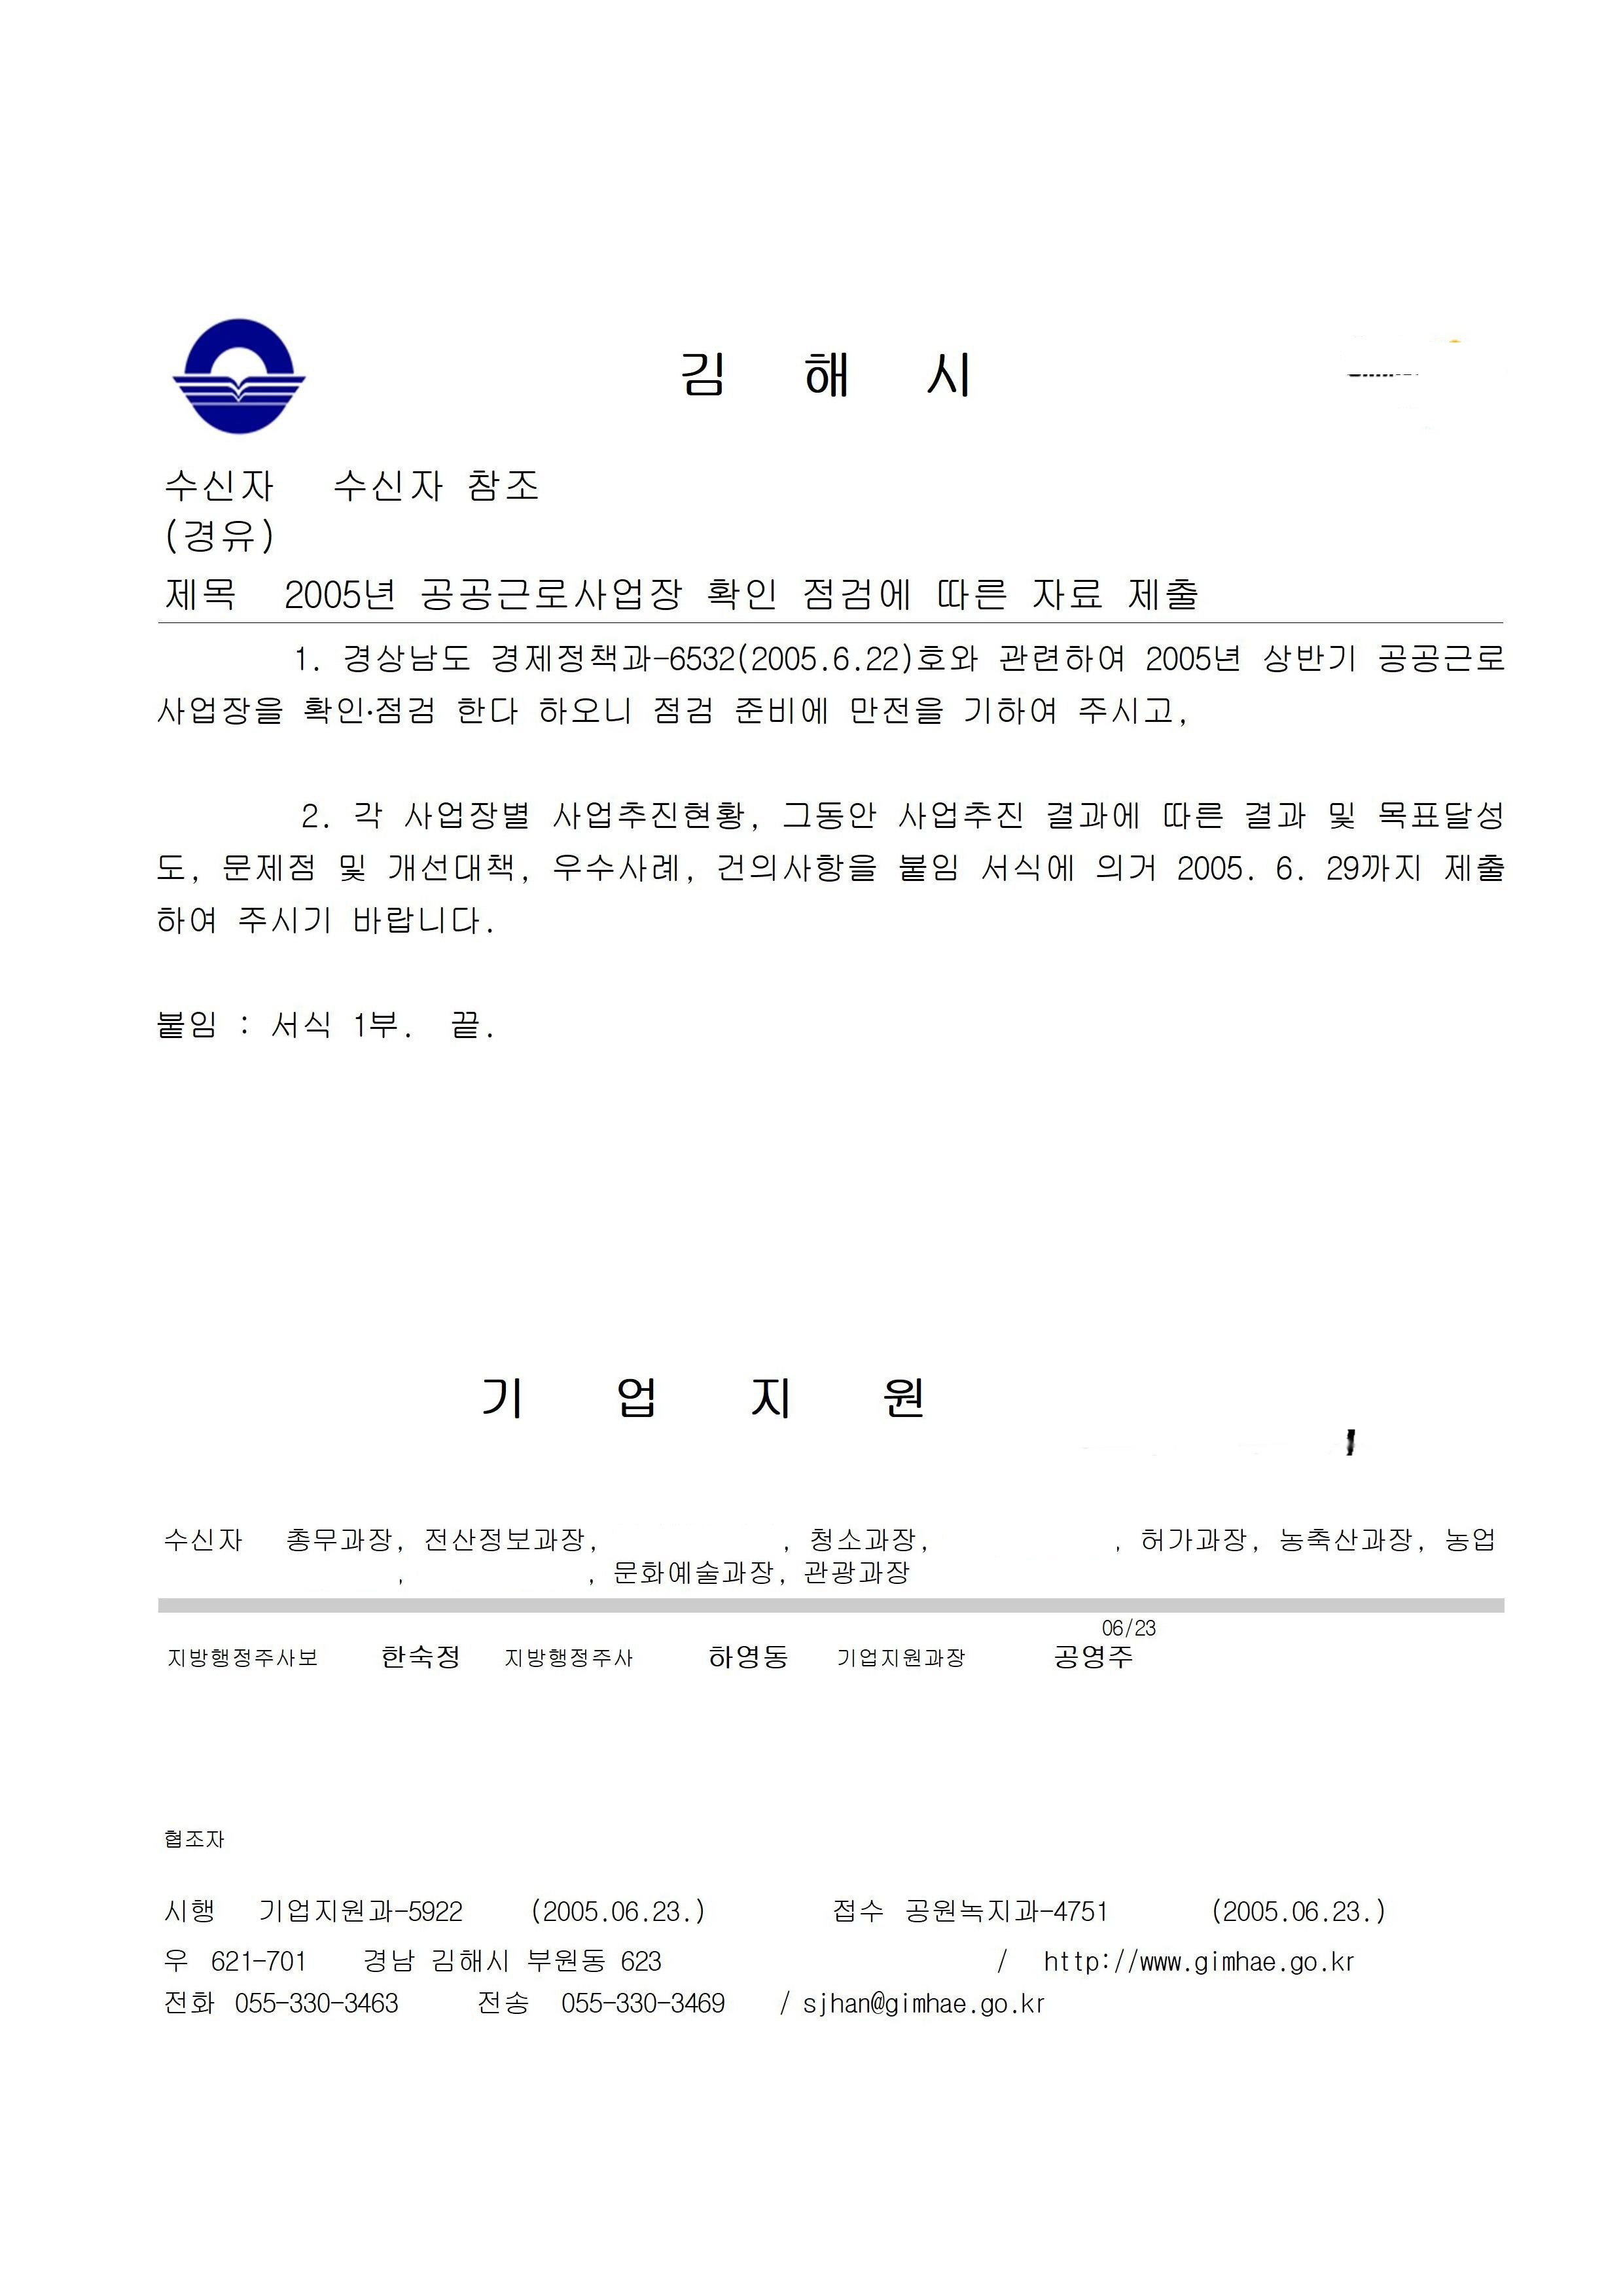 김 해 시
수신자 수신자 참조
(경유)
제목 2005년 공공근로사업장 확인 점검에 따른 자료 제출
1. 경상남도 경제정책과-6532(2005.6.22)호와 관련하여 2005년 상반기 공공근로
사업장을 확인·점검 한다 하오니 점검 준비에 만전을 기하여 주시고,
2. 각 사업장별 사업추진현황, 그동안 사업추진 결과에 따른 결과 및 목표달성
도, 문제점 및 개선대책, 우수사례, 건의사항을 붙임 서식에 의거 2005. 6. 29까지 제출
하여 주시기 바랍니다.
붙임 : 서식 1부. 끝.
기 업 지 원
수신자 총무과장, 전산정보과장, , 청소과장, , 허가과장, 농축산과장, 농업
, , 문화예술과장, 관광과장
06/23
지방행정주사보 한숙정 지방행정주사 하영동 기업지원과장 공영주
협조자
시행 기업지원과-5922 (2005.06.23.) 접수 공원녹지과-4751 (2005.06.23.)
우 621-701 경남 김해시 부원동 623 / http://www.gimhae.go.kr
전화 055-330-3463 전송 055-330-3469 / sjhan@gimhae.go.kr